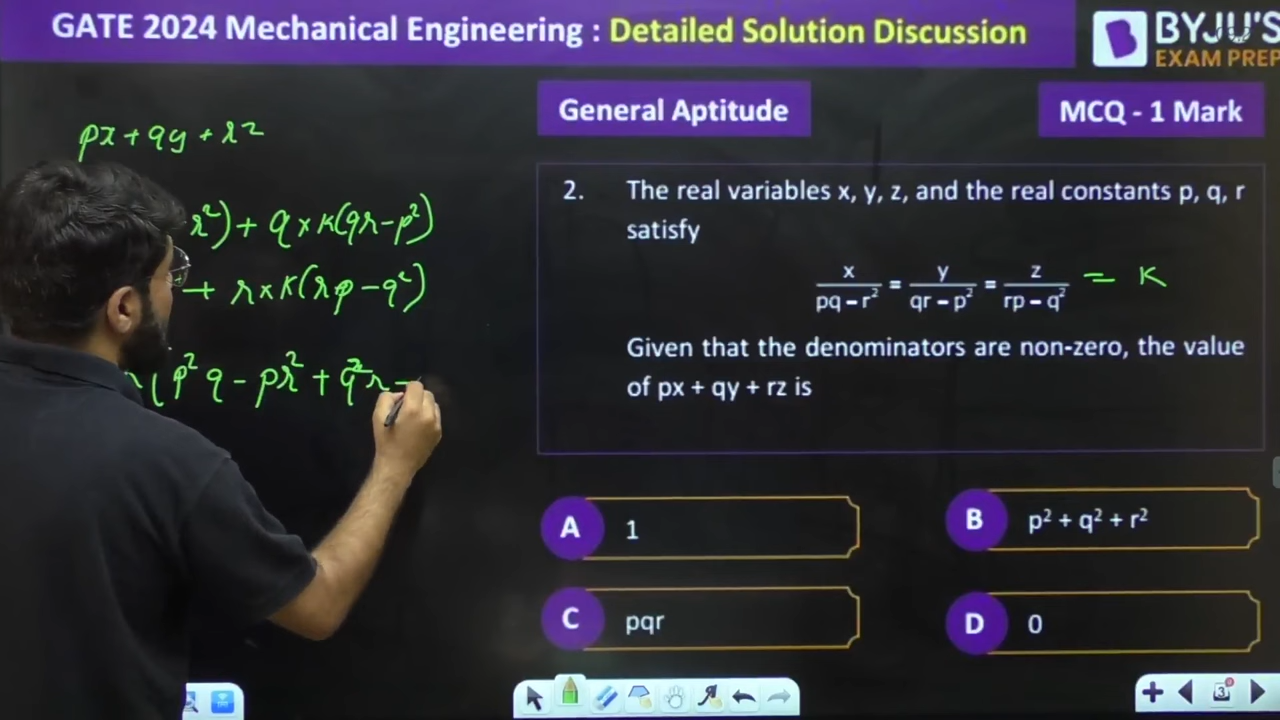 GATE 2024 Mechanical Engineering : Detailed Solution Discussion
BYJU'S
EXAM PREP
General Aptitude
MCQ - 1 Mark
px + qy + rz
r²) + q × k(qr - p²)
+ r × k(rp - q²)
(p²q - pr² + q²r -
2. The real variables x, y, z, and the real constants p, q, r
satisfy
x/(pq - r²) = y/(qr - p²) = z/(rp - q²) = K
Given that the denominators are non-zero, the value
of px + qy + rz is
A 1
B p² + q² + r²
C pqr
D 0
3